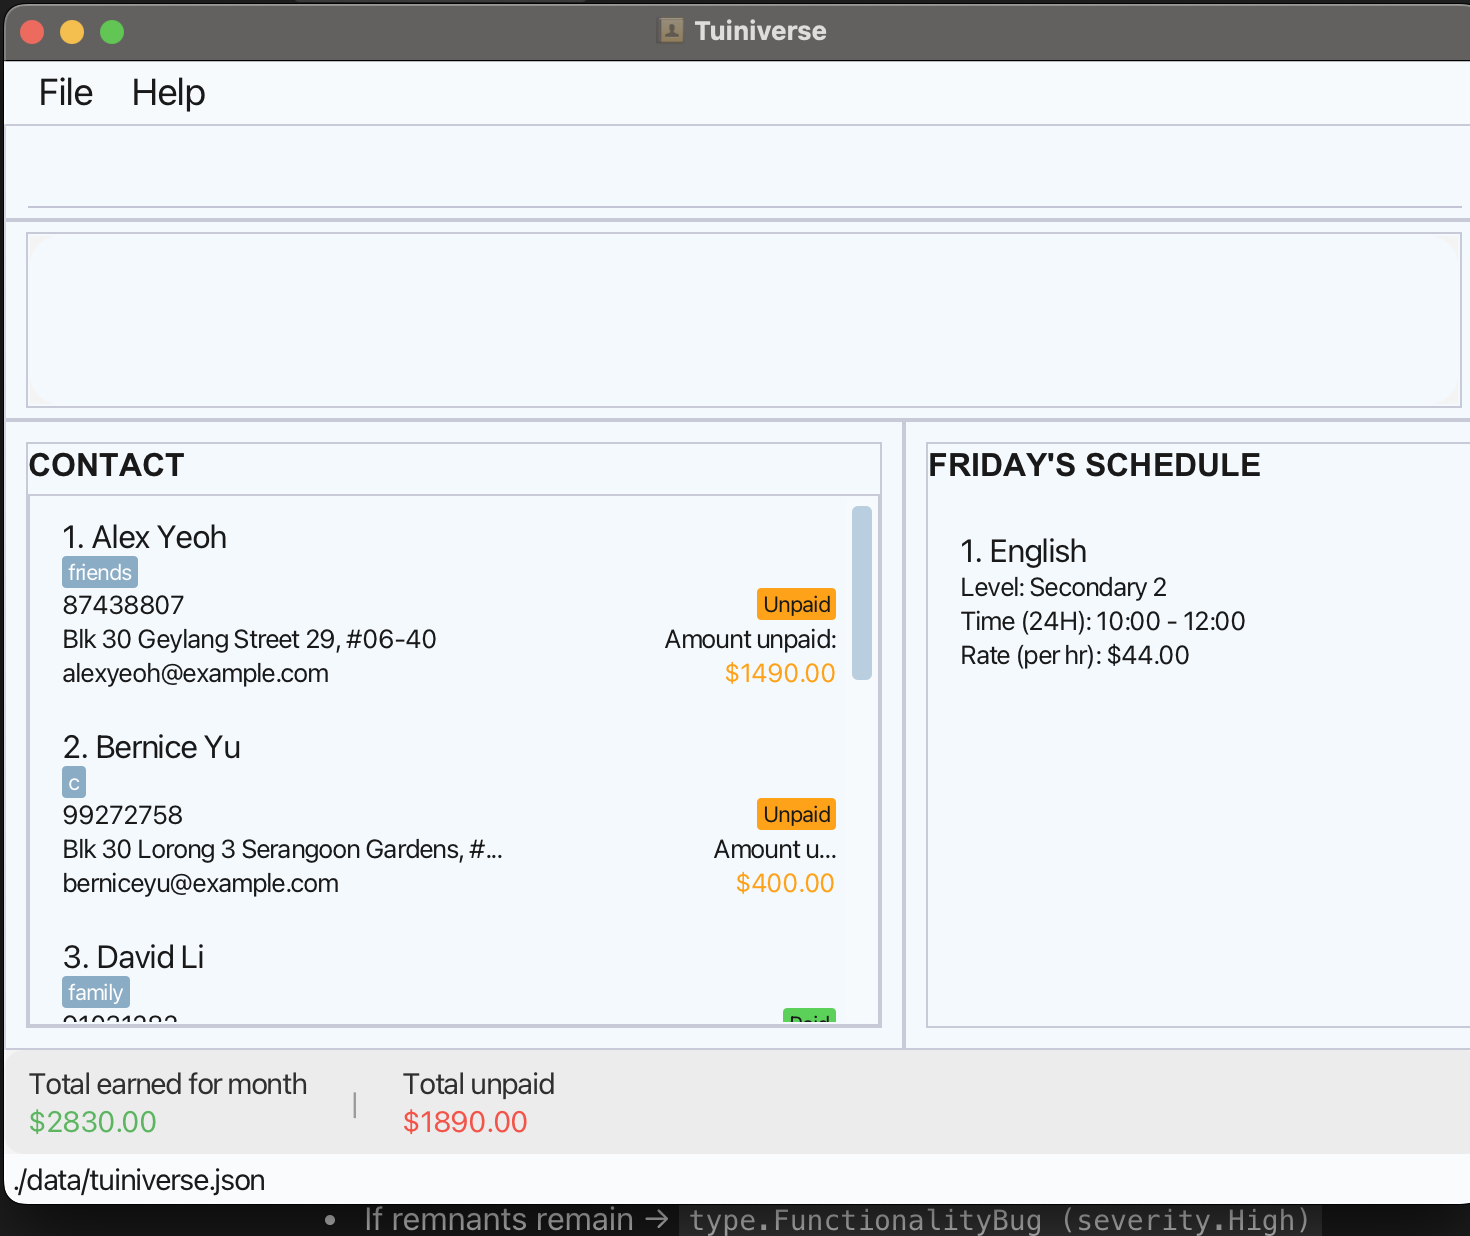 Tuiniverse
File Help
CONTACT
1. Alex Yeoh
friends
87438807 Unpaid
Blk 30 Geylang Street 29, #06-40 Amount unpaid:
alexyeoh@example.com $1490.00
2. Bernice Yu
c
99272758 Unpaid
Blk 30 Lorong 3 Serangoon Gardens, #... Amount u...
berniceyu@example.com $400.00
3. David Li
family
91031282 Paid
FRIDAY'S SCHEDULE
1. English
Level: Secondary 2
Time (24H): 10:00 - 12:00
Rate (per hr): $44.00
Total earned for month | Total unpaid
$2830.00 $1890.00
./data/tuiniverse.json
• If remnants remain → type.FunctionalityBug (severity.High)